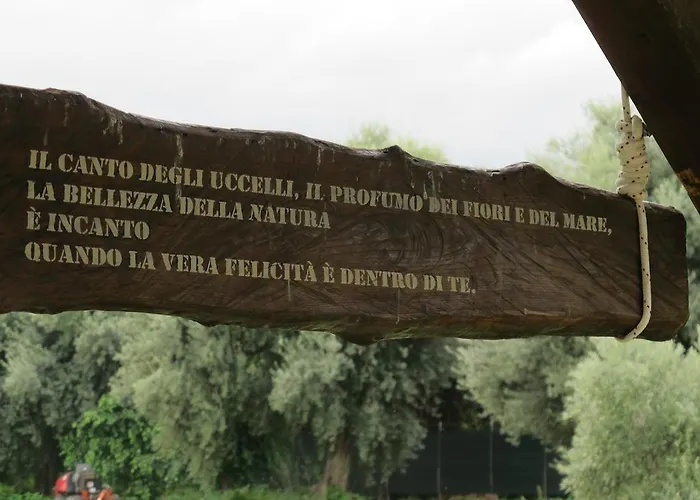 IL CANTO DEGLI UCCELLI, IL PROFUMO DEI FIORI E DEL MARE,
LA BELLEZZA DELLA NATURA
È INCANTO
QUANDO LA VERA FELICITÀ È DENTRO DI TE.